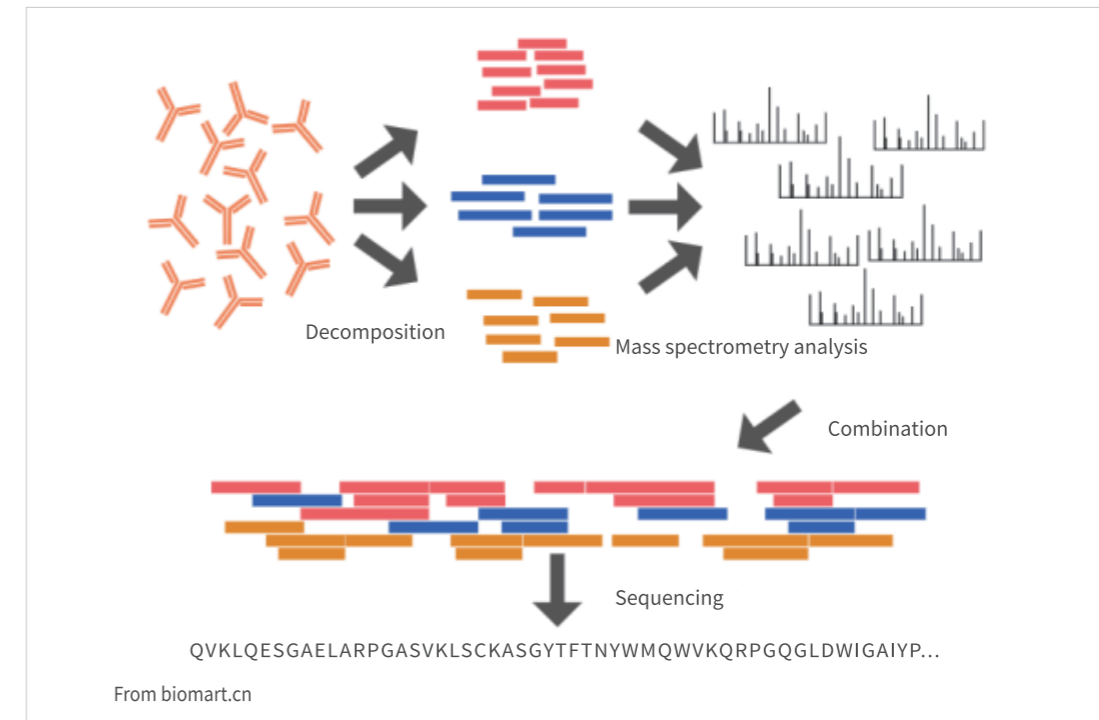 Decomposition
Mass spectrometry analysis
Combination
Sequencing
QVKLQESGAELARPGASVKLSCKASGYTFTNYWMQWVKQRPGQGLDWIGAIYP...
From biomart.cn